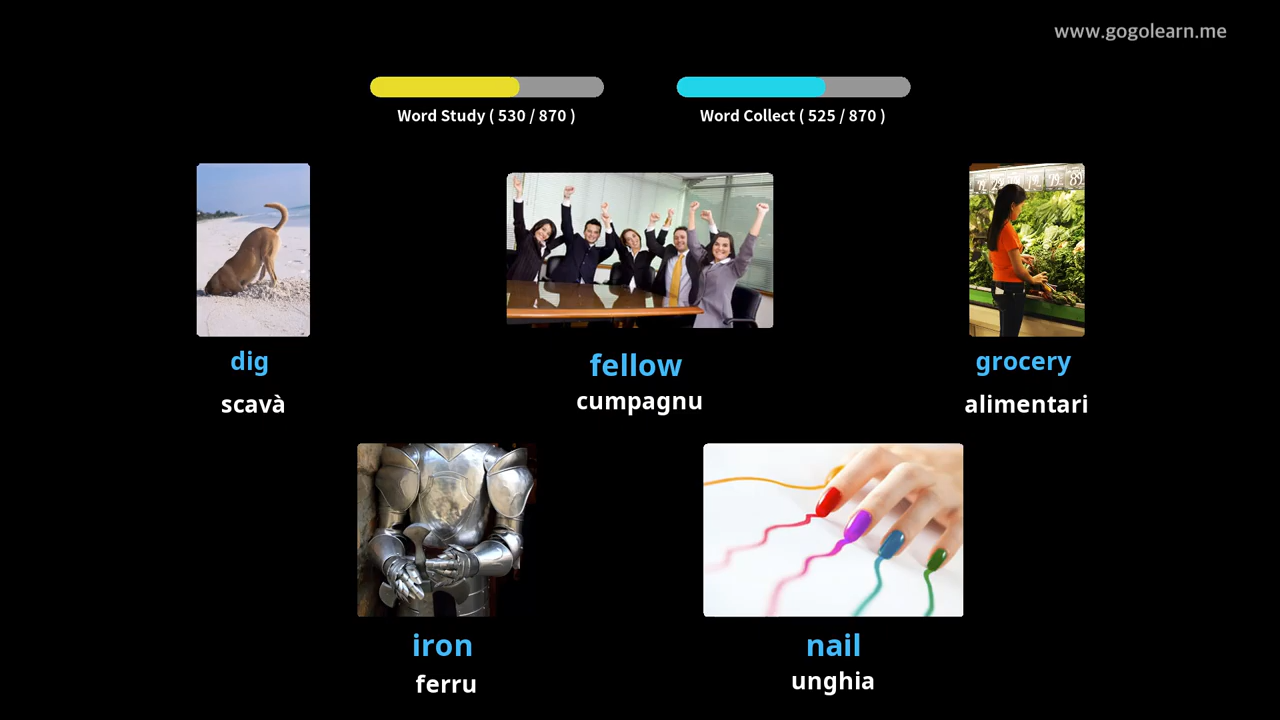 www.gogolearn.me
Word Study ( 530 / 870 )
Word Collect ( 525 / 870 )
dig
scavà
fellow
cumpagnu
grocery
alimentari
iron
ferru
nail
unghia